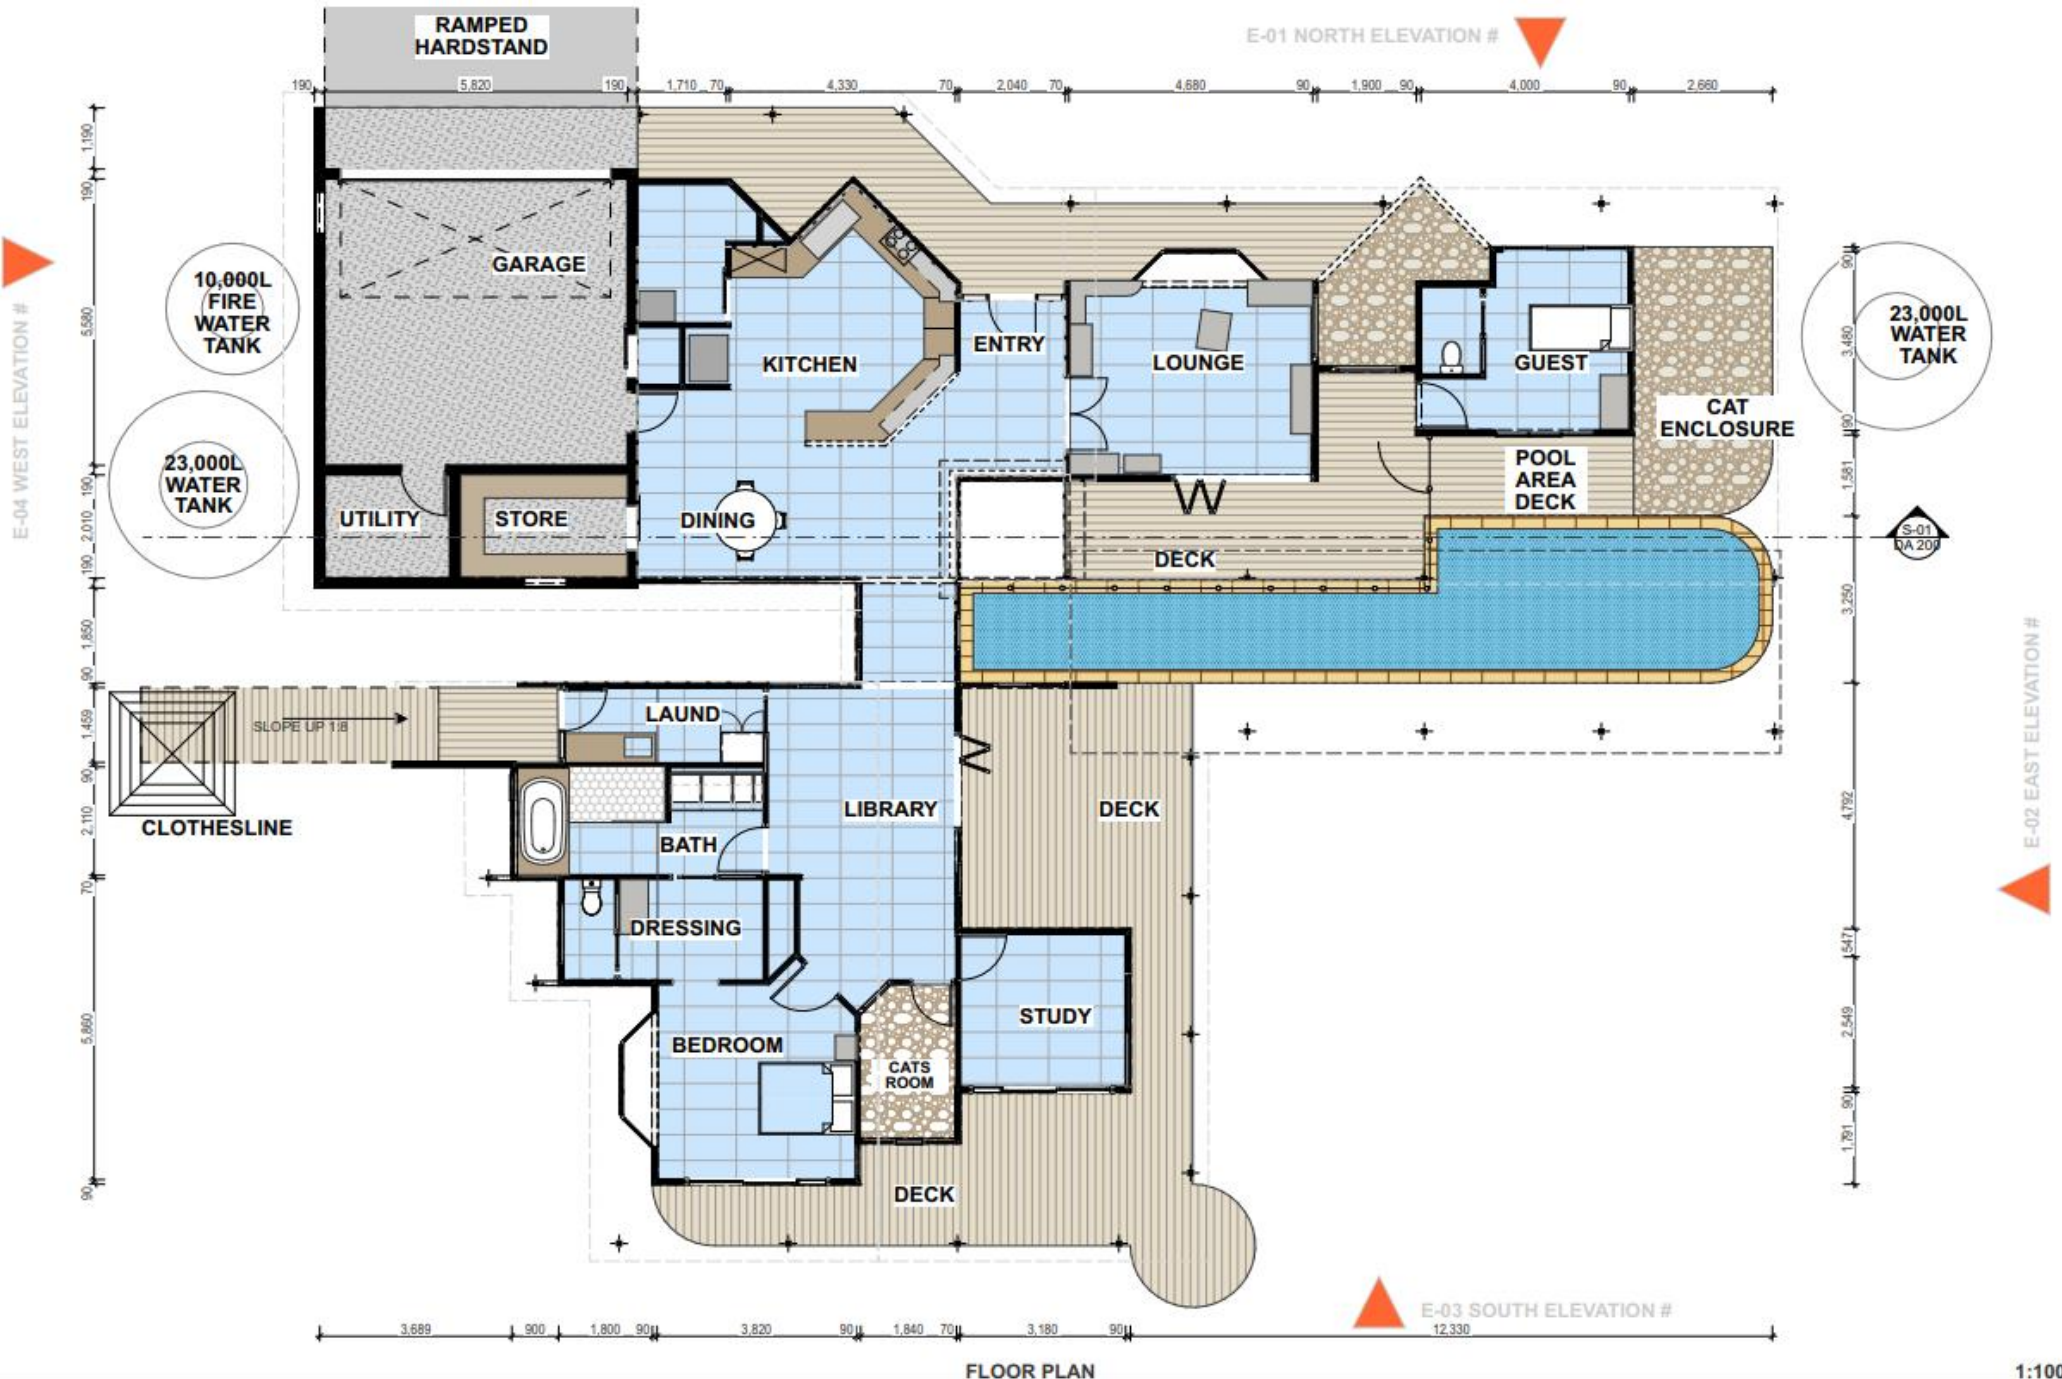 RAMPED
HARDSTAND
E-01 NORTH ELEVATION #
190 5,820 190 1,710 70 4,330 70 2,040 70 4,680 90 1,900 90 4,000 90 2,660
1,190
190
5,580
190
2,010
190
1,850
90
1,459
90
2,110
70
5,860
90
E-04 WEST ELEVATION #
10,000L
FIRE
WATER
TANK
23,000L
WATER
TANK
GARAGE
UTILITY
STORE
KITCHEN
DINING
ENTRY
LOUNGE
GUEST
CAT
ENCLOSURE
POOL
AREA
DECK
DECK
23,000L
WATER
TANK
S-01
DA 200
90
3,480
90
1,581
3,250
4,792
547
2,549
90
1,791
E-02 EAST ELEVATION #
SLOPE UP 1:8
CLOTHESLINE
LAUND
LIBRARY
DECK
BATH
DRESSING
BEDROOM
CATS
ROOM
STUDY
DECK
E-03 SOUTH ELEVATION #
3,689 900 1,800 90 3,820 90 1,840 70 3,180 90 12,330
FLOOR PLAN
1:100